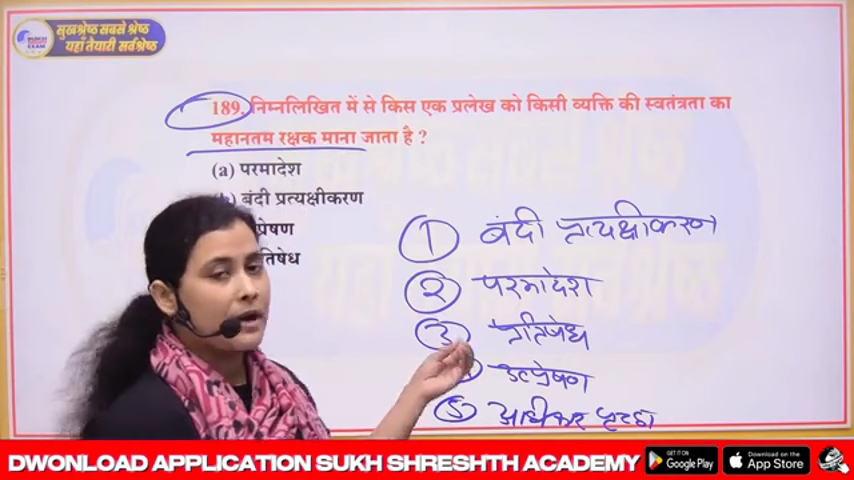 सुखश्रेष्ठ सबसे श्रेष्ठ
यहाँ तैयारी सर्वश्रेष्ठ
189. निम्नलिखित में से किस एक प्रलेख को किसी व्यक्ति की स्वतंत्रता का
महानतम रक्षक माना जाता है ?
(a) परमादेश
बंदी प्रत्यक्षीकरण
प्रेषण
तिषेध
① बंदी प्रत्यक्षीकरण
② परमादेश
③ प्रतिषेध
उत्प्रेषण
⑤ अधिकार पृच्छा
DWONLOAD APPLICATION SUKH SHRESHTH ACADEMY
GET IT ON
Google Play
Download on the
App Store